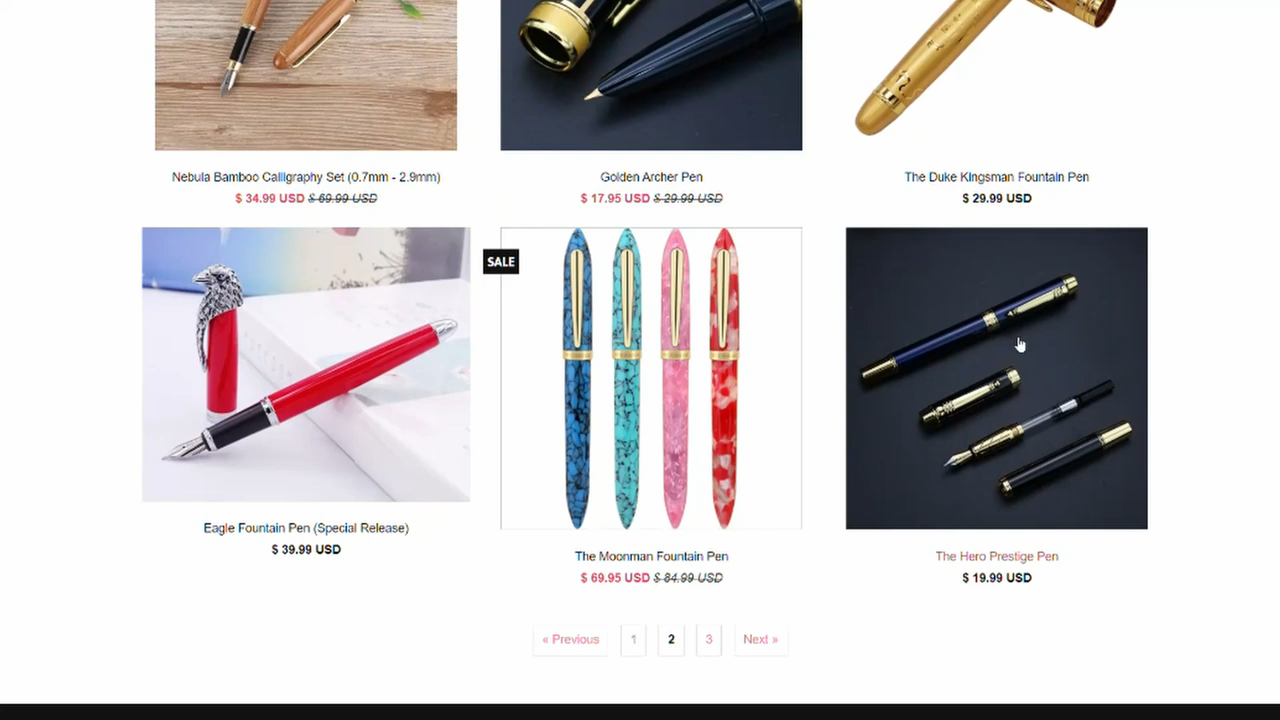 Nebula Bamboo Calligraphy Set (0.7mm - 2.9mm)
$ 34.99 USD $ 69.99 USD
Golden Archer Pen
$ 17.95 USD $ 29.99 USD
The Duke Kingsman Fountain Pen
$ 29.99 USD
SALE
Eagle Fountain Pen (Special Release)
$ 39.99 USD
The Moonman Fountain Pen
$ 69.95 USD $ 84.99 USD
The Hero Prestige Pen
$ 19.99 USD
« Previous 1 2 3 Next »